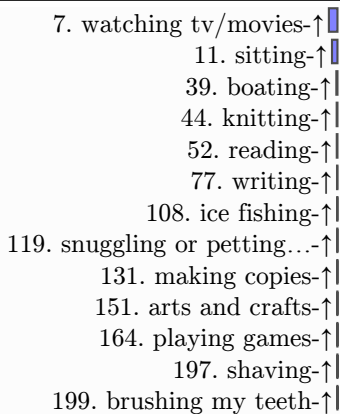 7. watching tv/movies-↑
11. sitting-↑
39. boating-↑
44. knitting-↑
52. reading-↑
77. writing-↑
108. ice fishing-↑
119. snuggling or petting...-↑
131. making copies-↑
151. arts and crafts-↑
164. playing games-↑
197. shaving-↑
199. brushing my teeth-↑